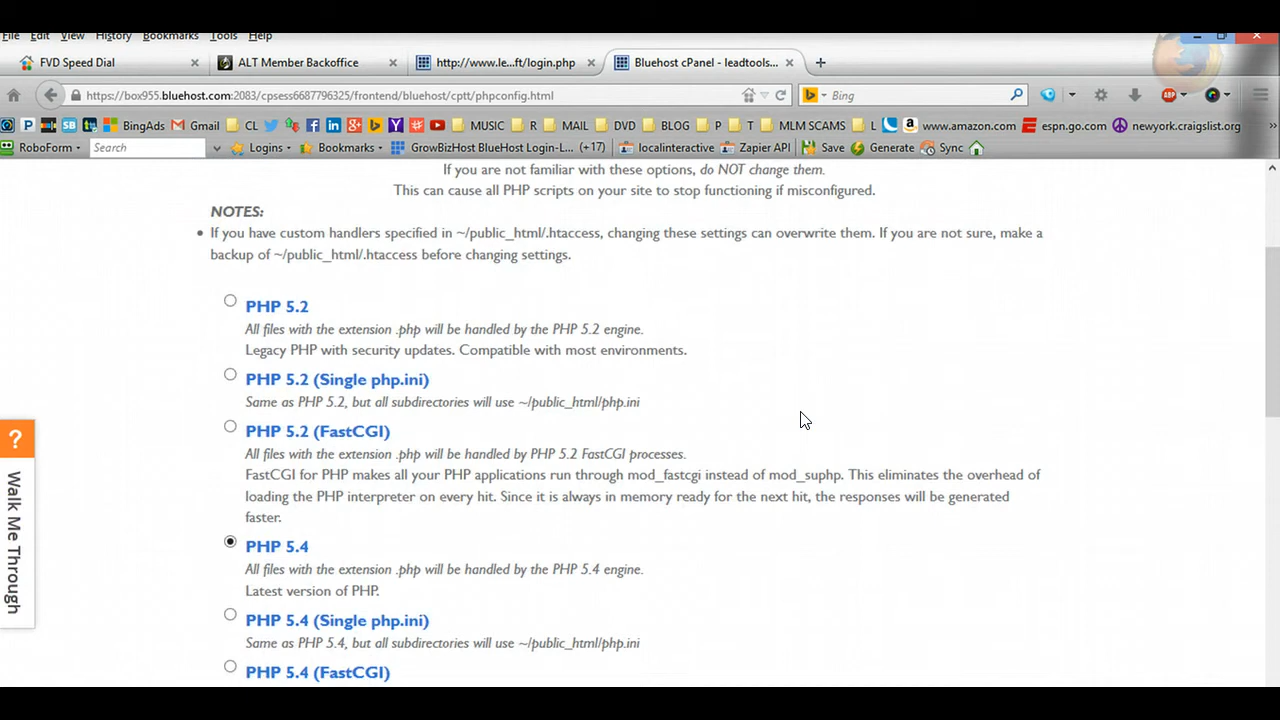 File Edit View History Bookmarks Tools Help
FVD Speed Dial ALT Member Backoffice http://www.le...ft/login.php Bluehost cPanel - leadtools...
https://box955.bluehost.com:2083/cpsess6687796325/frontend/bluehost/cptt/phpconfig.html Bing
BingAds Gmail CL MUSIC R MAIL DVD BLOG P T MLM SCAMS L www.amazon.com espn.go.com newyork.craigslist.org
RoboForm Search Logins Bookmarks GrowBizHost BlueHost Login-L... (+17) localinteractive Zapier API Save Generate Sync
If you are not familiar with these options, do NOT change them.
This can cause all PHP scripts on your site to stop functioning if misconfigured.
NOTES:
• If you have custom handlers specified in ~/public_html/.htaccess, changing these settings can overwrite them. If you are not sure, make a
backup of ~/public_html/.htaccess before changing settings.
PHP 5.2
All files with the extension .php will be handled by the PHP 5.2 engine.
Legacy PHP with security updates. Compatible with most environments.
PHP 5.2 (Single php.ini)
Same as PHP 5.2, but all subdirectories will use ~/public_html/php.ini
PHP 5.2 (FastCGI)
All files with the extension .php will be handled by PHP 5.2 FastCGI processes.
FastCGI for PHP makes all your PHP applications run through mod_fastcgi instead of mod_suphp. This eliminates the overhead of
loading the PHP interpreter on every hit. Since it is always in memory ready for the next hit, the responses will be generated
faster.
PHP 5.4
All files with the extension .php will be handled by the PHP 5.4 engine.
Latest version of PHP.
PHP 5.4 (Single php.ini)
Same as PHP 5.4, but all subdirectories will use ~/public_html/php.ini
PHP 5.4 (FastCGI)
? Walk Me Through